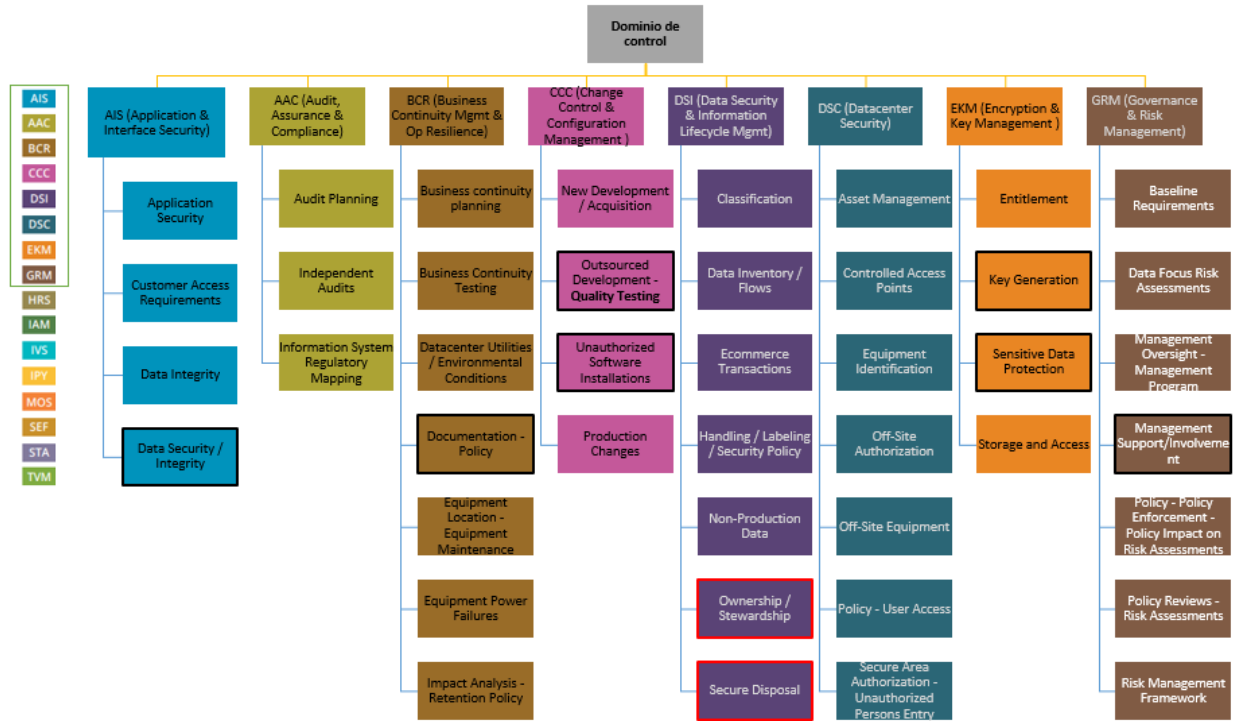 Dominio de
control
AIS
AAC
BCR
CCC
DSI
DSC
EKM
GRM
HRS
IAM
IVS
IPY
MOS
SEF
STA
TVM
AIS (Application &
Interface Security)
Application
Security
Customer Access
Requirements
Data Integrity
Data Security /
Integrity
AAC (Audit,
Assurance &
Compliance)
Audit Planning
Independent
Audits
Information System
Regulatory
Mapping
BCR (Business
Continuity Mgmt &
Op Resilience)
Business continuity
planning
Business Continuity
Testing
Datacenter Utilities
/ Environmental
Conditions
Documentation -
Policy
Equipment
Location -
Equipment
Maintenance
Equipment Power
Failures
Impact Analysis -
Retention Policy
CCC (Change
Control &
Configuration
Management )
New Development
/ Acquisition
Outsourced
Development -
Quality Testing
Unauthorized
Software
Installations
Production
Changes
DSI (Data Security
& Information
Lifecycle Mgmt)
Classification
Data Inventory /
Flows
Ecommerce
Transactions
Handling / Labeling
/ Security Policy
Non-Production
Data
Ownership /
Stewardship
Secure Disposal
DSC (Datacenter
Security)
Asset Management
Controlled Access
Points
Equipment
Identification
Off-Site
Authorization
Off-Site Equipment
Policy - User Access
Secure Area
Authorization -
Unauthorized
Persons Entry
EKM (Encryption &
Key Management )
Entitlement
Key Generation
Sensitive Data
Protection
Storage and Access
GRM (Governance
& Risk
Management)
Baseline
Requirements
Data Focus Risk
Assessments
Management
Oversight -
Management
Program
Management
Support/Involveme
nt
Policy - Policy
Enforcement -
Policy Impact on
Risk Assessments
Policy Reviews -
Risk Assessments
Risk Management
Framework